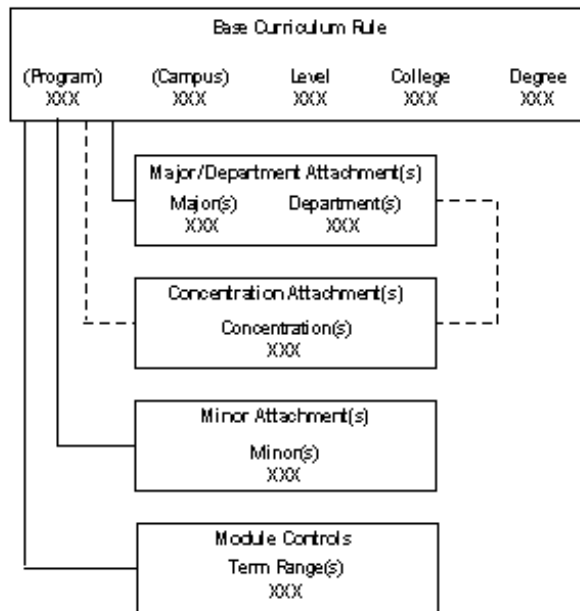 Base Curriculum Rule
(Program) (Campus) Level College Degree
XXX XXX XXX XXX XXX
Major/Department Attachment(s)
Major(s) Department(s)
XXX XXX
Concentration Attachment(s)
Concentration(s)
XXX
Minor Attachment(s)
Minor(s)
XXX
Module Controls
Term Range(s)
XXX